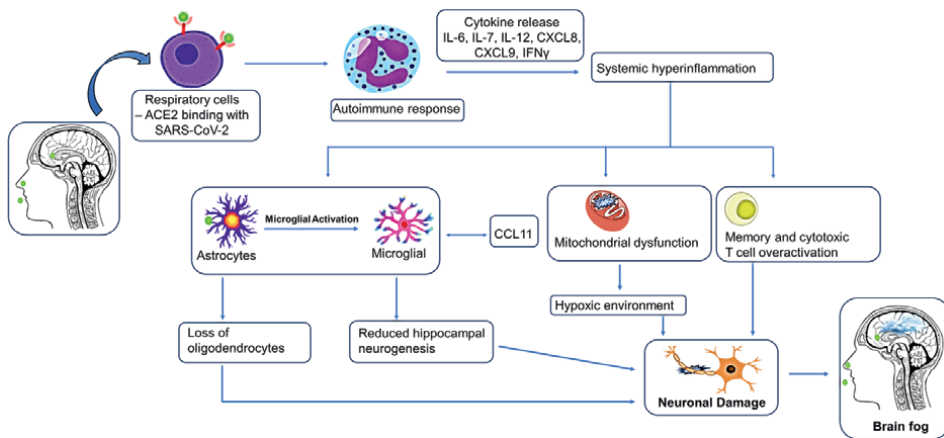 Cytokine release
IL-6, IL-7, IL-12, CXCL8,
CXCL9, IFNγ
Systemic hyperinflammation
Respiratory cells
– ACE2 binding with
SARS-CoV-2
Autoimmune response
Microglial Activation
Astrocytes
Microglial
CCL11
Mitochondrial dysfunction
Memory and cytotoxic
T cell overactivation
Hypoxic environment
Loss of
oligodendrocytes
Reduced hippocampal
neurogenesis
Neuronal Damage
Brain fog